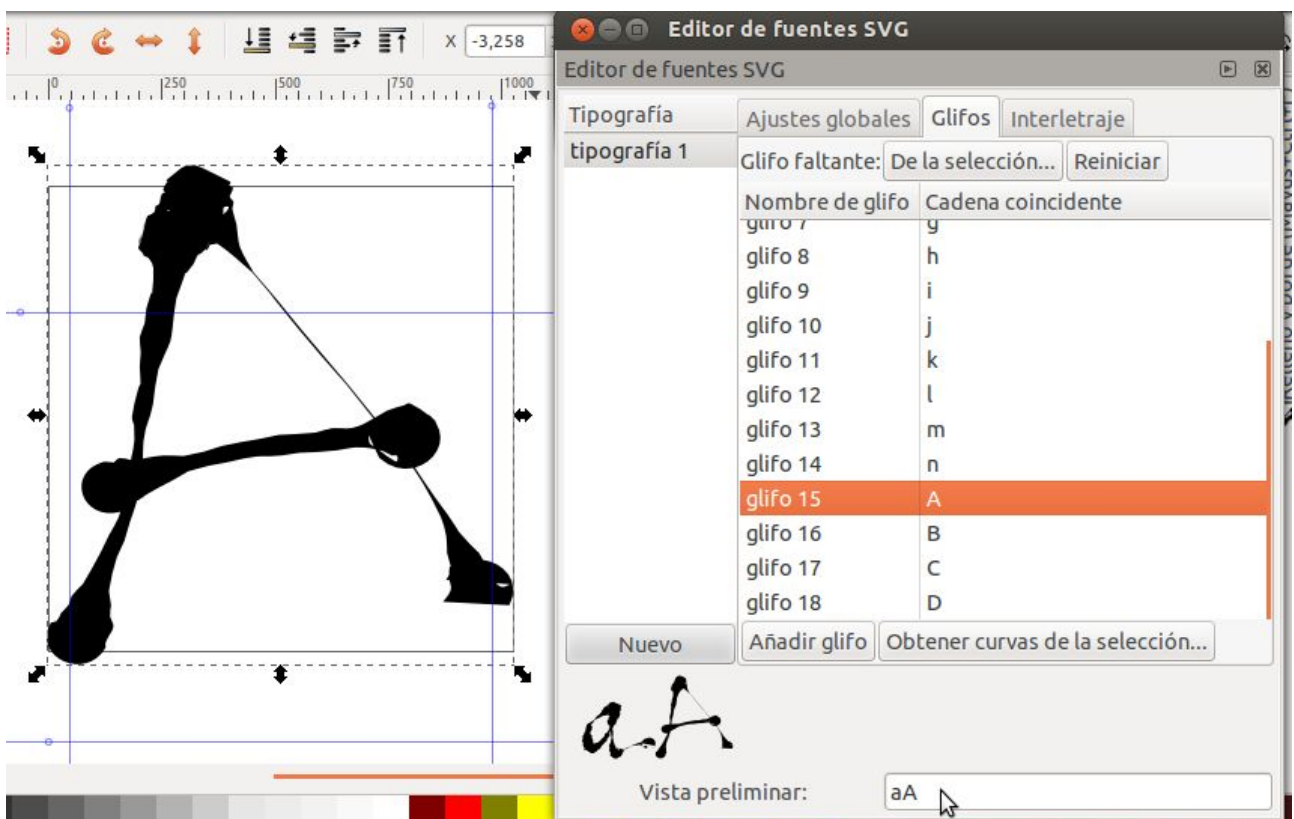 X -3,258
0 250 500 750 1000
Editor de fuentes SVG
Editor de fuentes SVG
Tipografía
tipografía 1
Ajustes globales Glifos Interletraje
Glifo faltante: De la selección... Reiniciar
Nombre de glifo Cadena coincidente
glifo 7 g
glifo 8 h
glifo 9 i
glifo 10 j
glifo 11 k
glifo 12 l
glifo 13 m
glifo 14 n
glifo 15 A
glifo 16 B
glifo 17 C
glifo 18 D
Nuevo
Añadir glifo Obtener curvas de la selección...
A
aA
Vista preliminar: aA